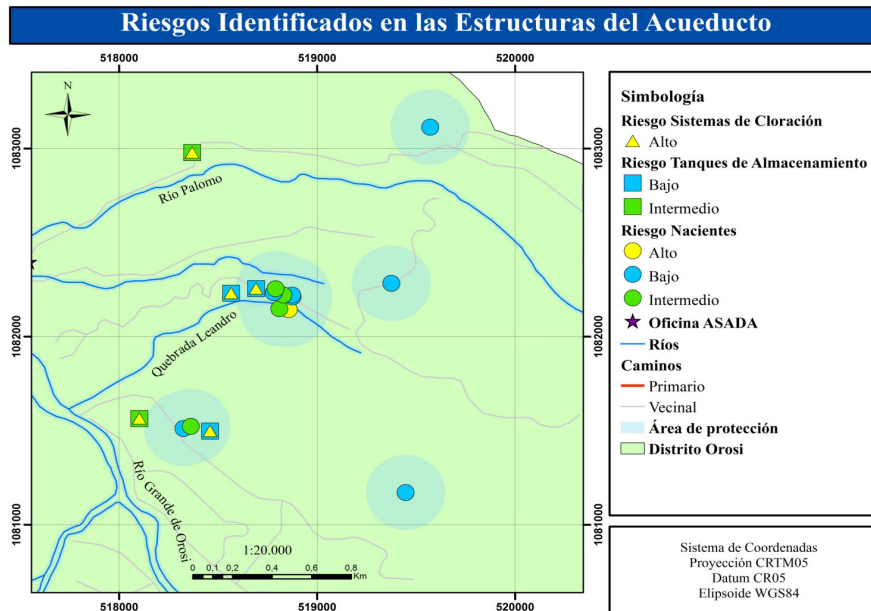 Riesgos Identificados en las Estructuras del Acueducto
518000 519000 520000
N
1083000 1083000
Río Palomo
1082000 1082000
Quebrada Leandro
Río Grande de Orosi
1081000 1081000
1:20.000
0 0,1 0,2 0,4 0,6 0,8
Km
518000 519000 520000
Simbología
Riesgo Sistemas de Cloración
Alto
Riesgo Tanques de Almacenamiento
Bajo
Intermedio
Riesgo Nacientes
Alto
Bajo
Intermedio
Oficina ASADA
Ríos
Caminos
Primario
Vecinal
Área de protección
Distrito Orosi
Sistema de Coordenadas
Proyección CRTM05
Datum CR05
Elipsoide WGS84